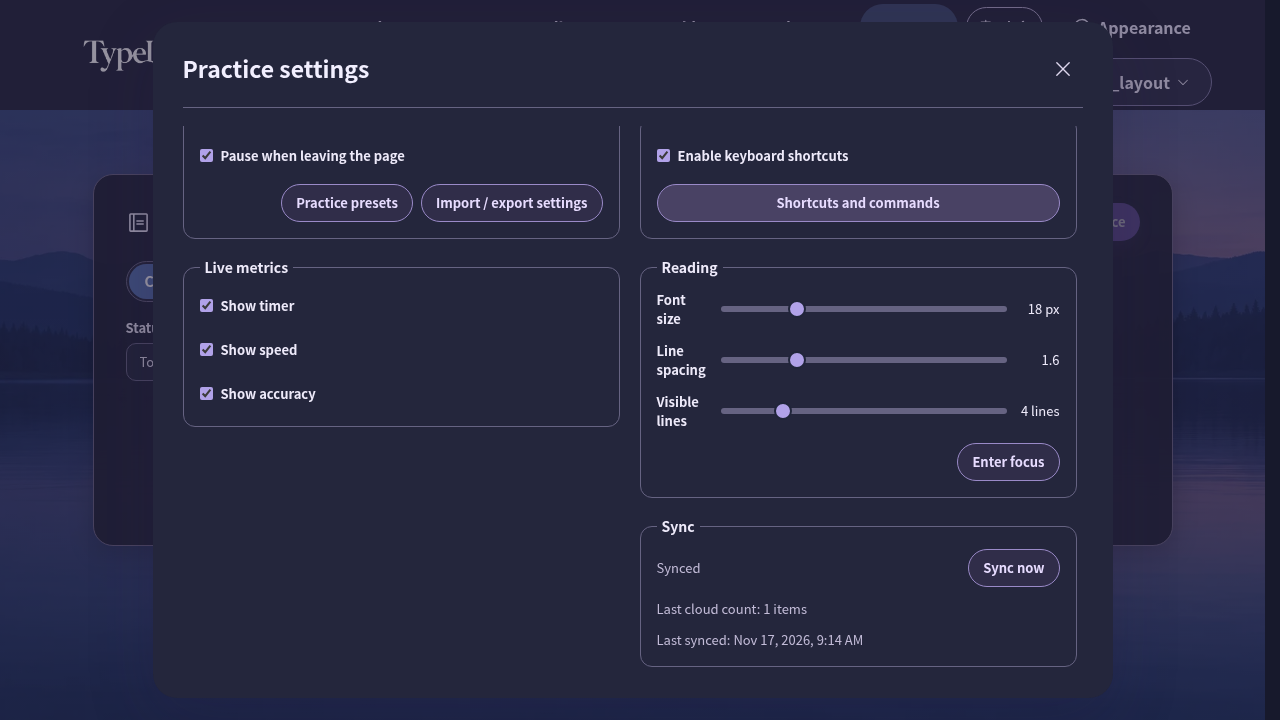 Appearance
_layout
Practice settings
Pause when leaving the page
Practice presets
Import / export settings
Enable keyboard shortcuts
Shortcuts and commands
Live metrics
Show timer
Show speed
Show accuracy
Reading
Font
size
18 px
Line
spacing
1.6
Visible
lines
4 lines
Enter focus
Sync
Synced
Sync now
Last cloud count: 1 items
Last synced: Nov 17, 2026, 9:14 AM